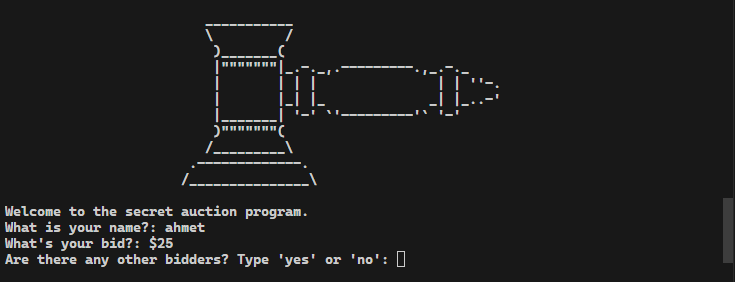 Welcome to the secret auction program.
What is your name?: ahmet
What's your bid?: $25
Are there any other bidders? Type 'yes' or 'no':